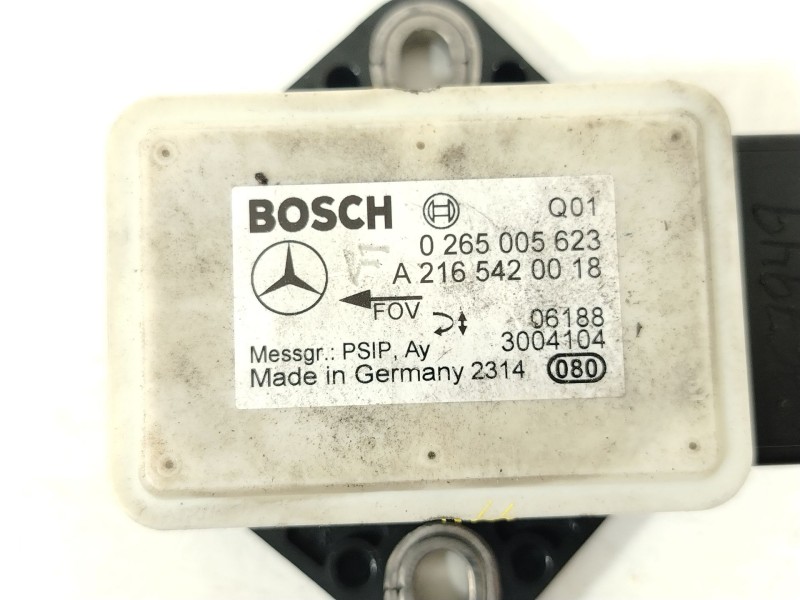 BOSCH
Q01
0 265 005 623
A 216 542 00 18
FOV
06188
3004104
Messgr.: PSIP, Ay
Made in Germany 2314 080